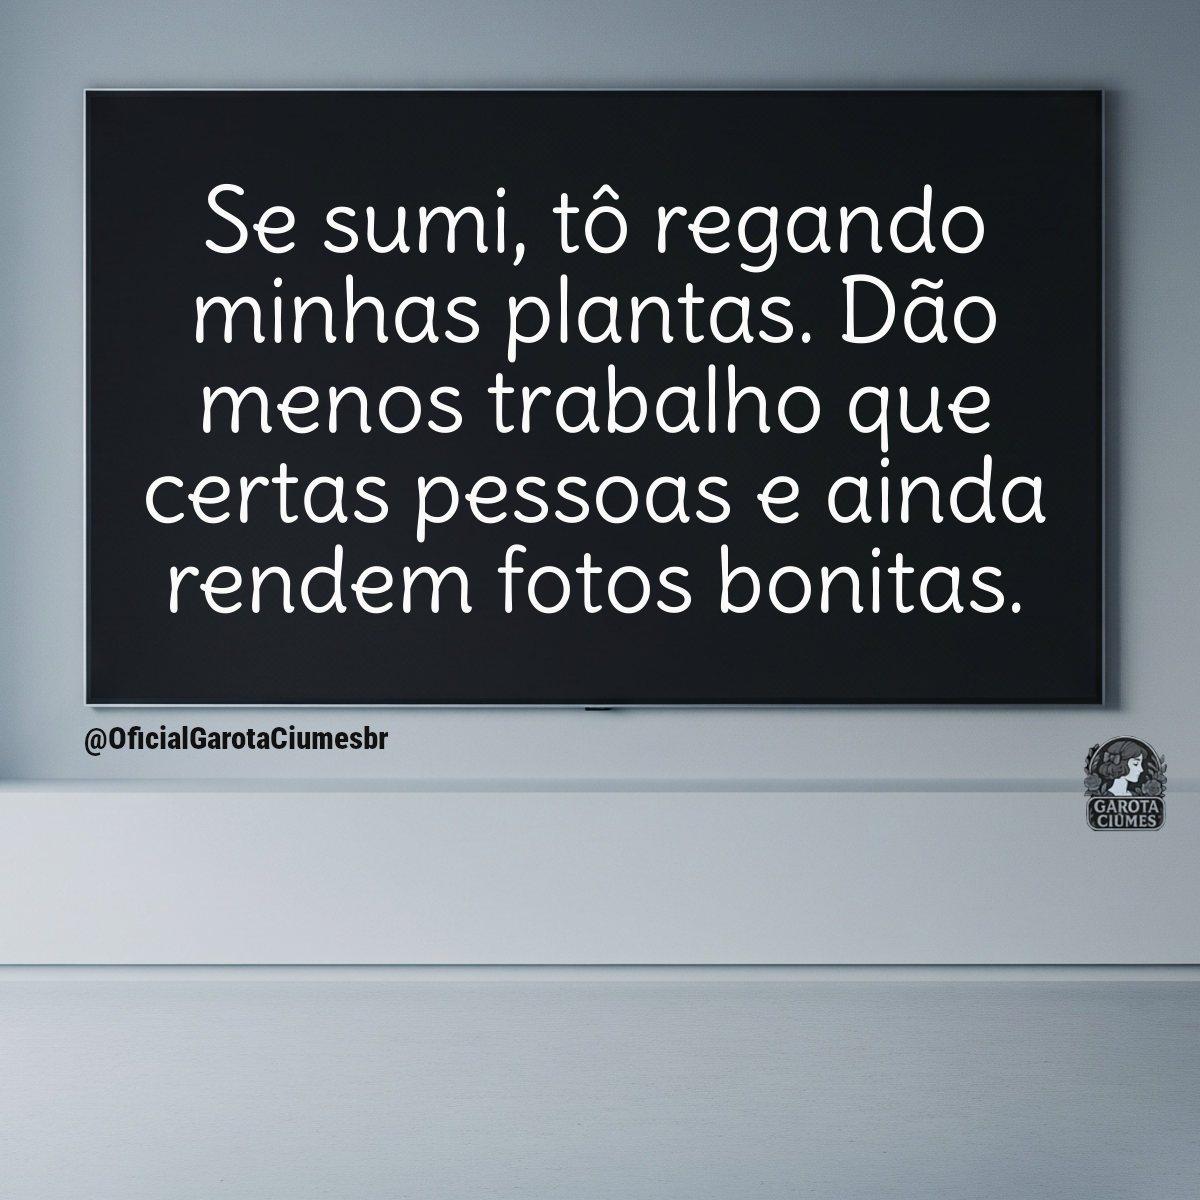 Se sumi, tô regando
minhas plantas. Dão
menos trabalho que
certas pessoas e ainda
rendem fotos bonitas.
@OficialGarotaCiumesbr
GAROTA
CIÚMES